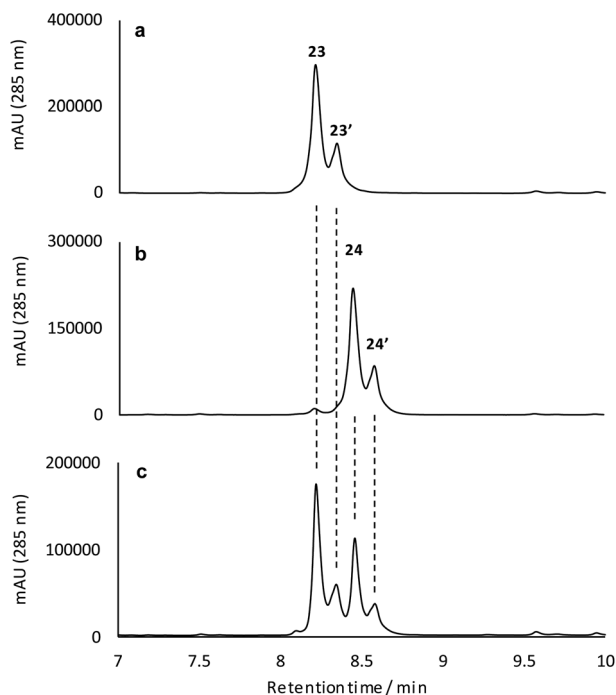 400000
a
23
mAU (285 nm)
200000
23’
0
300000
b
24
mAU (285 nm)
150000
24’
0
200000
c
mAU (285 nm)
100000
0
7 7.5 8 8.5 9 9.5 10
Retention time / min